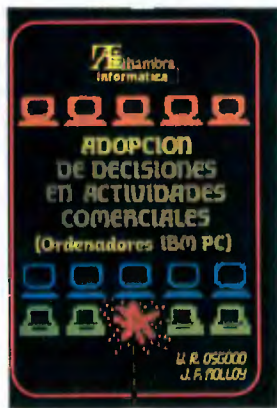 Alhambra
Informatica
ADOPCION
DE DECISIONES
EN ACTIVIDADES
COMERCIALES
(Ordenadores IBM PC)
W. R. OSGOOD
J. F. MOLLOY